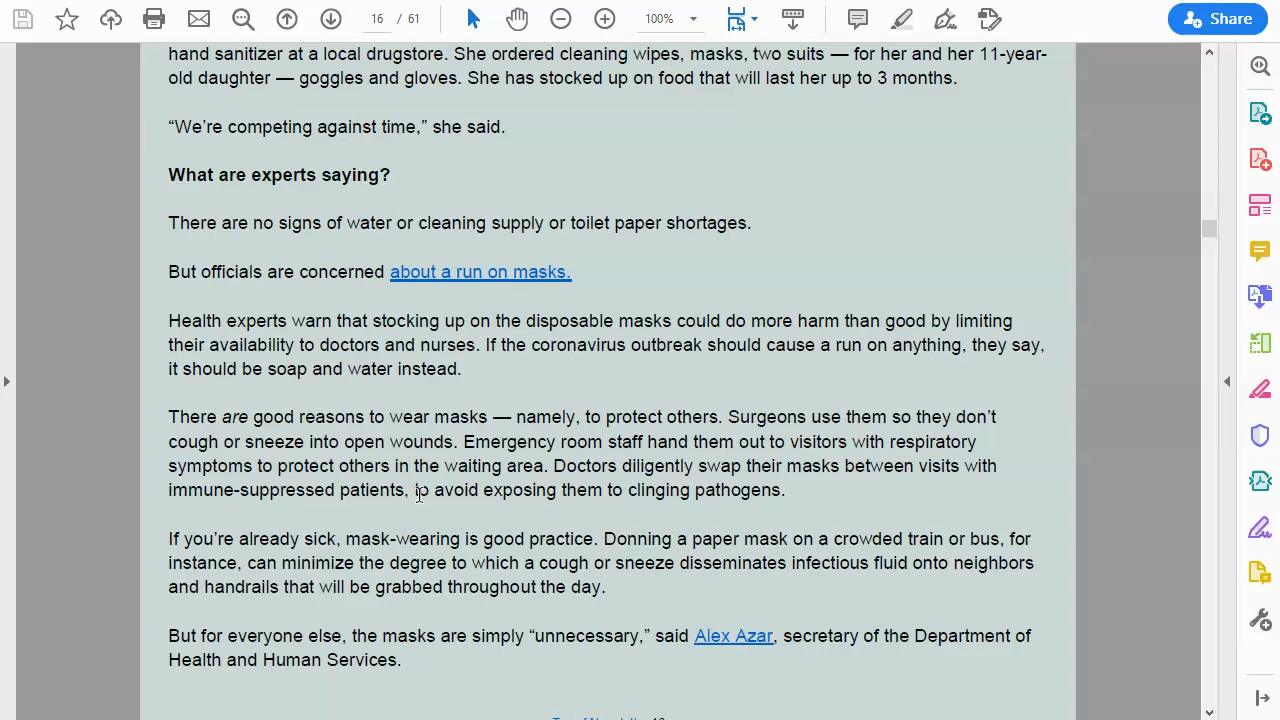 16 / 61
100%
Share
hand sanitizer at a local drugstore. She ordered cleaning wipes, masks, two suits — for her and her 11-year-
old daughter — goggles and gloves. She has stocked up on food that will last her up to 3 months.
“We’re competing against time,” she said.
What are experts saying?
There are no signs of water or cleaning supply or toilet paper shortages.
But officials are concerned about a run on masks.
Health experts warn that stocking up on the disposable masks could do more harm than good by limiting
their availability to doctors and nurses. If the coronavirus outbreak should cause a run on anything, they say,
it should be soap and water instead.
There are good reasons to wear masks — namely, to protect others. Surgeons use them so they don’t
cough or sneeze into open wounds. Emergency room staff hand them out to visitors with respiratory
symptoms to protect others in the waiting area. Doctors diligently swap their masks between visits with
immune-suppressed patients, to avoid exposing them to clinging pathogens.
If you’re already sick, mask-wearing is good practice. Donning a paper mask on a crowded train or bus, for
instance, can minimize the degree to which a cough or sneeze disseminates infectious fluid onto neighbors
and handrails that will be grabbed throughout the day.
But for everyone else, the masks are simply “unnecessary,” said Alex Azar, secretary of the Department of
Health and Human Services.